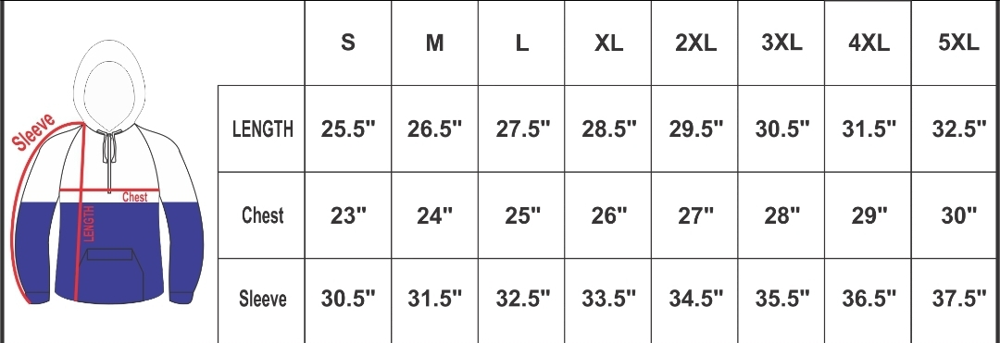 S M L XL 2XL 3XL 4XL 5XL
LENGTH 25.5" 26.5" 27.5" 28.5" 29.5" 30.5" 31.5" 32.5"
Chest 23" 24" 25" 26" 27" 28" 29" 30"
Sleeve 30.5" 31.5" 32.5" 33.5" 34.5" 35.5" 36.5" 37.5"
Sleeve
Chest
LENGTH